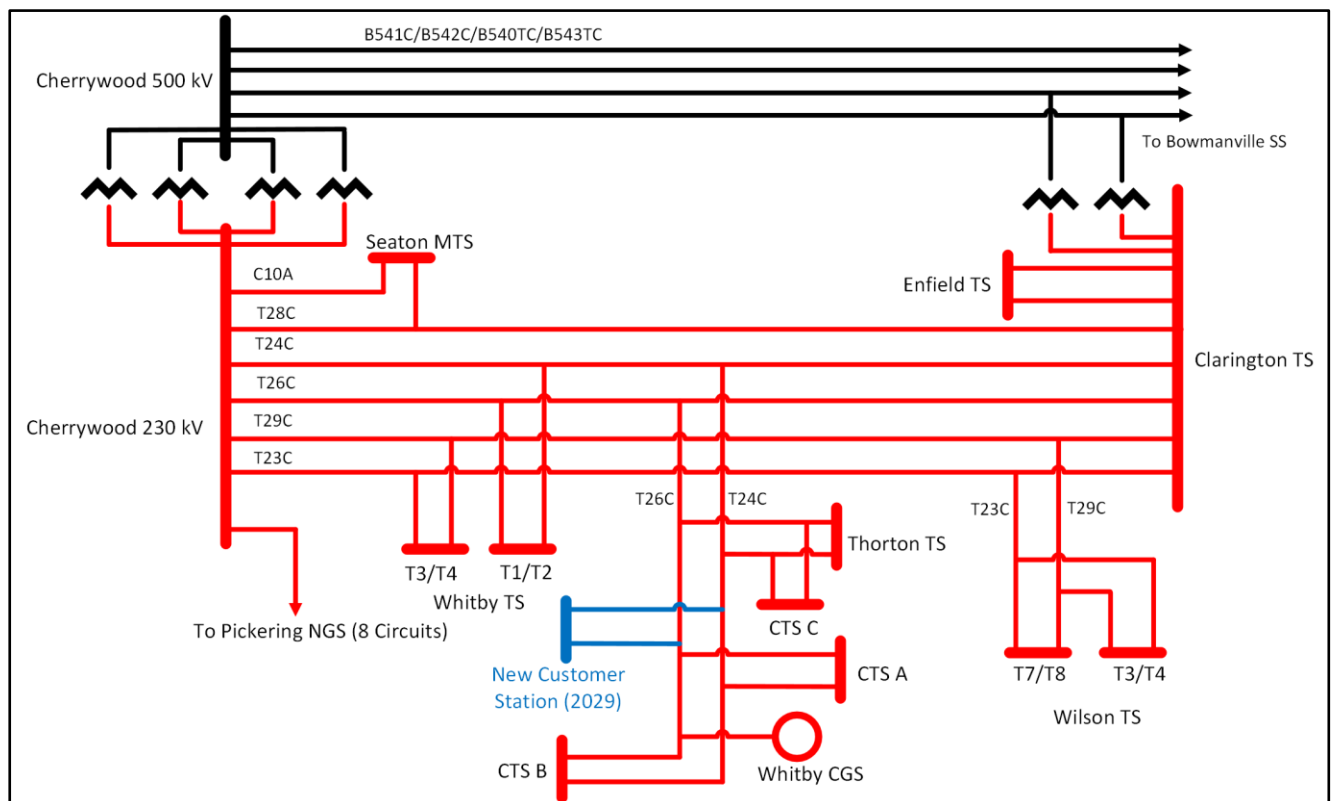 B541C/B542C/B540TC/B543TC
Cherrywood 500 kV
To Bowmanville SS
Seaton MTS
C10A
Enfield TS
T28C
T24C
Clarington TS
T26C
T29C
Cherrywood 230 kV
T23C
T26C
T24C
T23C
T29C
Thorton TS
T3/T4
T1/T2
Whitby TS
To Pickering NGS (8 Circuits)
CTS C
New Customer
Station (2029)
CTS A
T7/T8
T3/T4
Wilson TS
CTS B
Whitby CGS